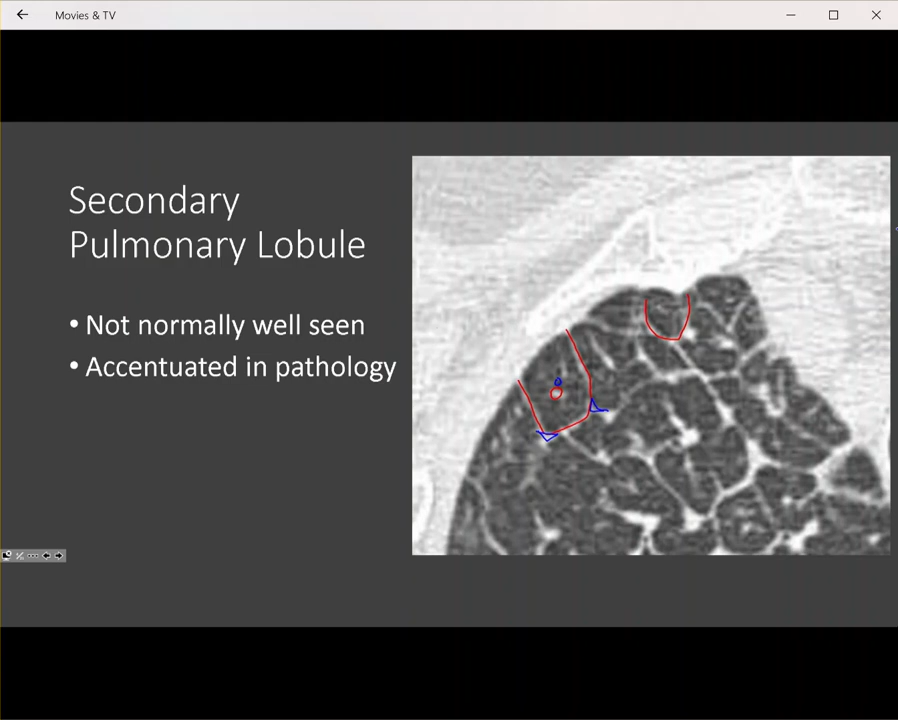 Movies & TV
Secondary
Pulmonary Lobule
• Not normally well seen
• Accentuated in pathology